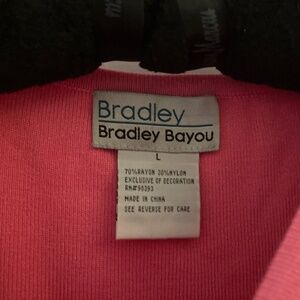 Bradley
Bradley Bayou
L
70%RAYON 30%NYLON
EXCLUSIVE OF DECORATION
RN#90393
MADE IN CHINA
SEE REVERSE FOR CARE